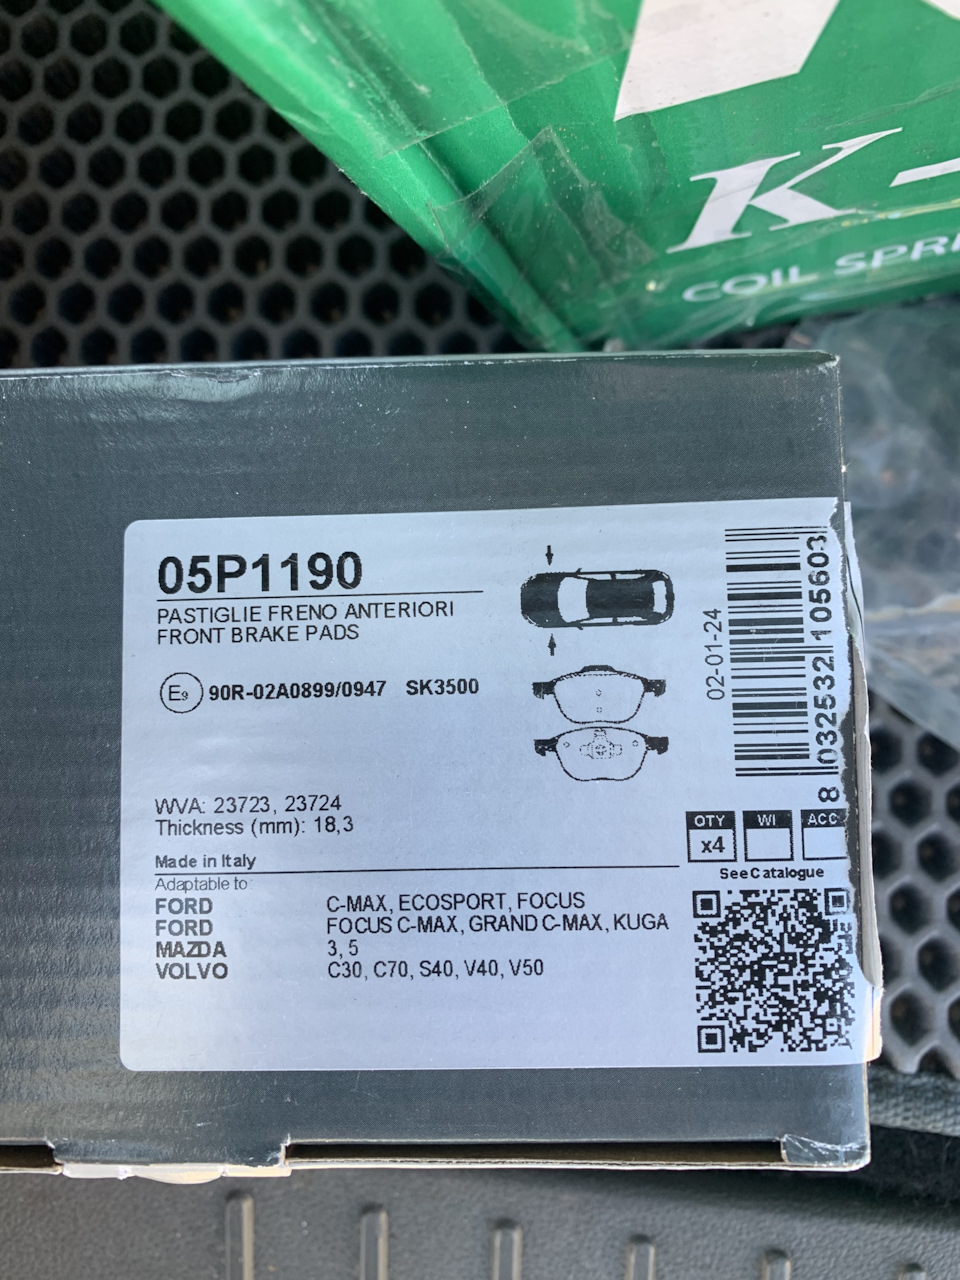 K-
COIL SPRI
05P1190
PASTIGLIE FRENO ANTERIORI
FRONT BRAKE PADS
E9 90R-02A0899/0947 SK3500
02-01-24
8 032532 105603
WVA: 23723, 23724
Thickness (mm): 18,3
QTY WI ACC
x4
See Catalogue
Made in Italy
Adaptable to:
FORD C-MAX, ECOSPORT, FOCUS
FORD FOCUS C-MAX, GRAND C-MAX, KUGA
MAZDA 3, 5
VOLVO C30, C70, S40, V40, V50